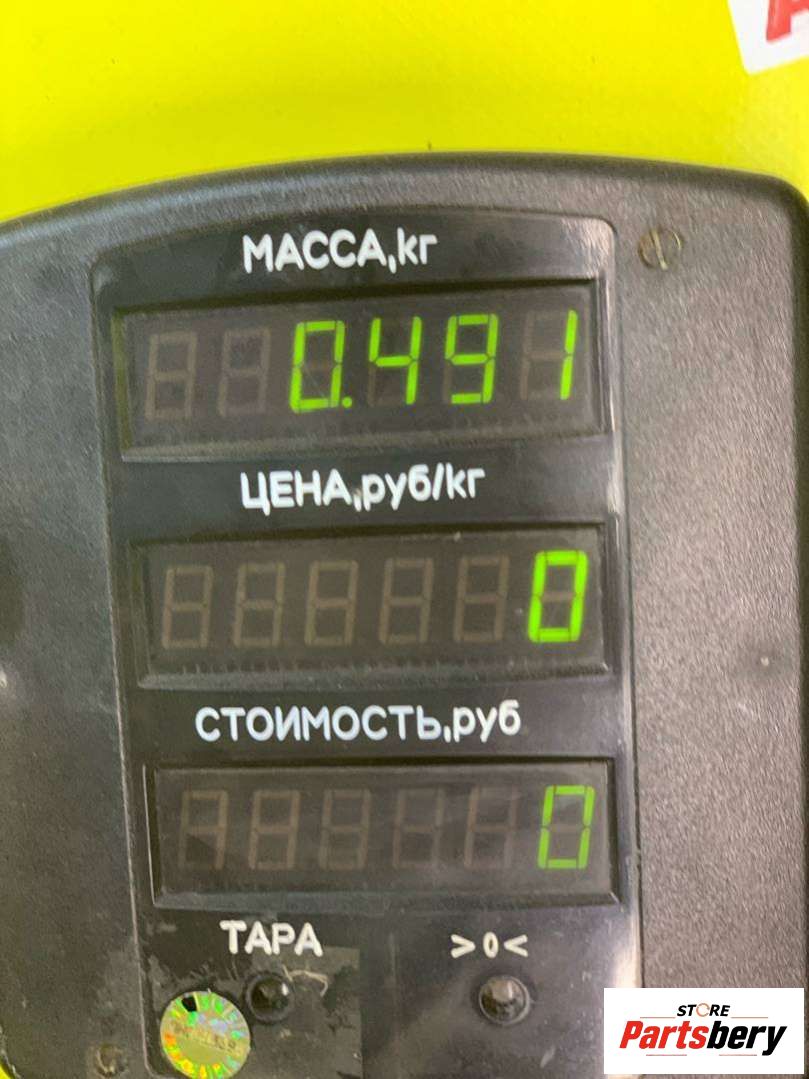 МАССА,кг
0.491
ЦЕНА,руб/кг
0
СТОИМОСТЬ,руб
0
ТАРА >0<
STORE
Partsbery